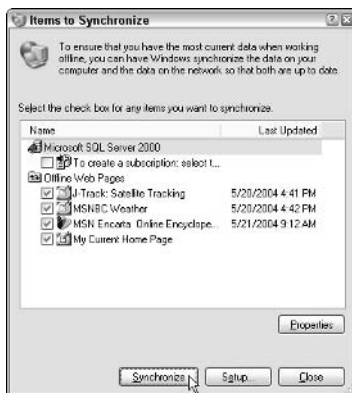 Items to Synchronize
To ensure that you have the most current data when working
offline, you can have Windows synchronize the data on your
computer and the data on the network so that both are up to date.
Select the check box for any items you want to synchronize.
Name Last Updated
Microsoft SQL Server 2000
To create a subscription: select t...
Offline Web Pages
J-Track: Satellite Tracking 5/20/2004 4:41 PM
MSNBC Weather 5/20/2004 4:42 PM
MSN Encarta Online Encyclope... 5/21/2004 9:12 AM
My Current Home Page
Properties
Synchronize Setup... Close